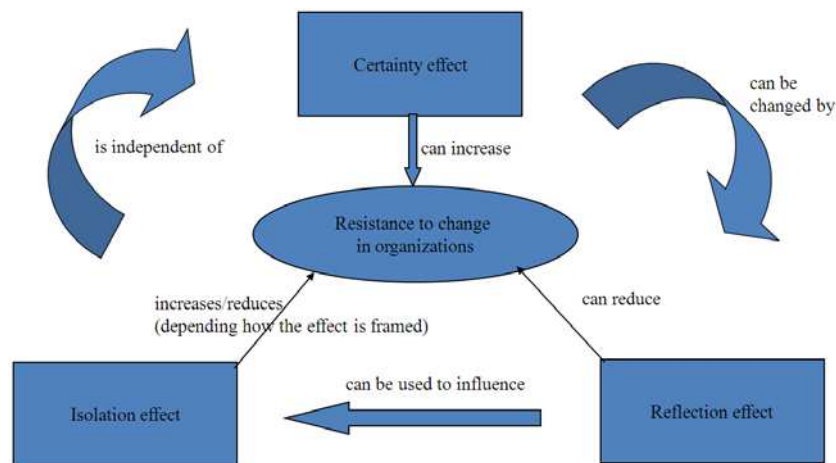 Certainty effect
can be
changed by
is independent of
can increase
Resistance to change
in organizations
increases/reduces
(depending how the effect is framed)
can reduce
can be used to influence
Isolation effect
Reflection effect